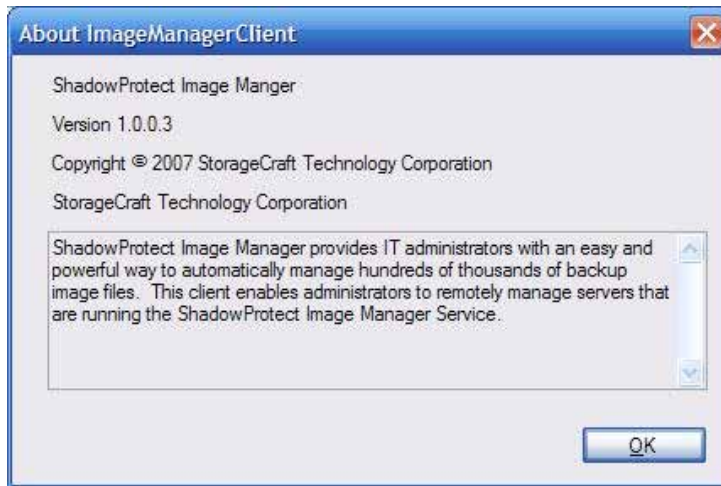 About ImageManagerClient
ShadowProtect Image Manger
Version 1.0.0.3
Copyright © 2007 StorageCraft Technology Corporation
StorageCraft Technology Corporation
ShadowProtect Image Manager provides IT administrators with an easy and
powerful way to automatically manage hundreds of thousands of backup
image files.  This client enables administrators to remotely manage servers that
are running the ShadowProtect Image Manager Service.
OK